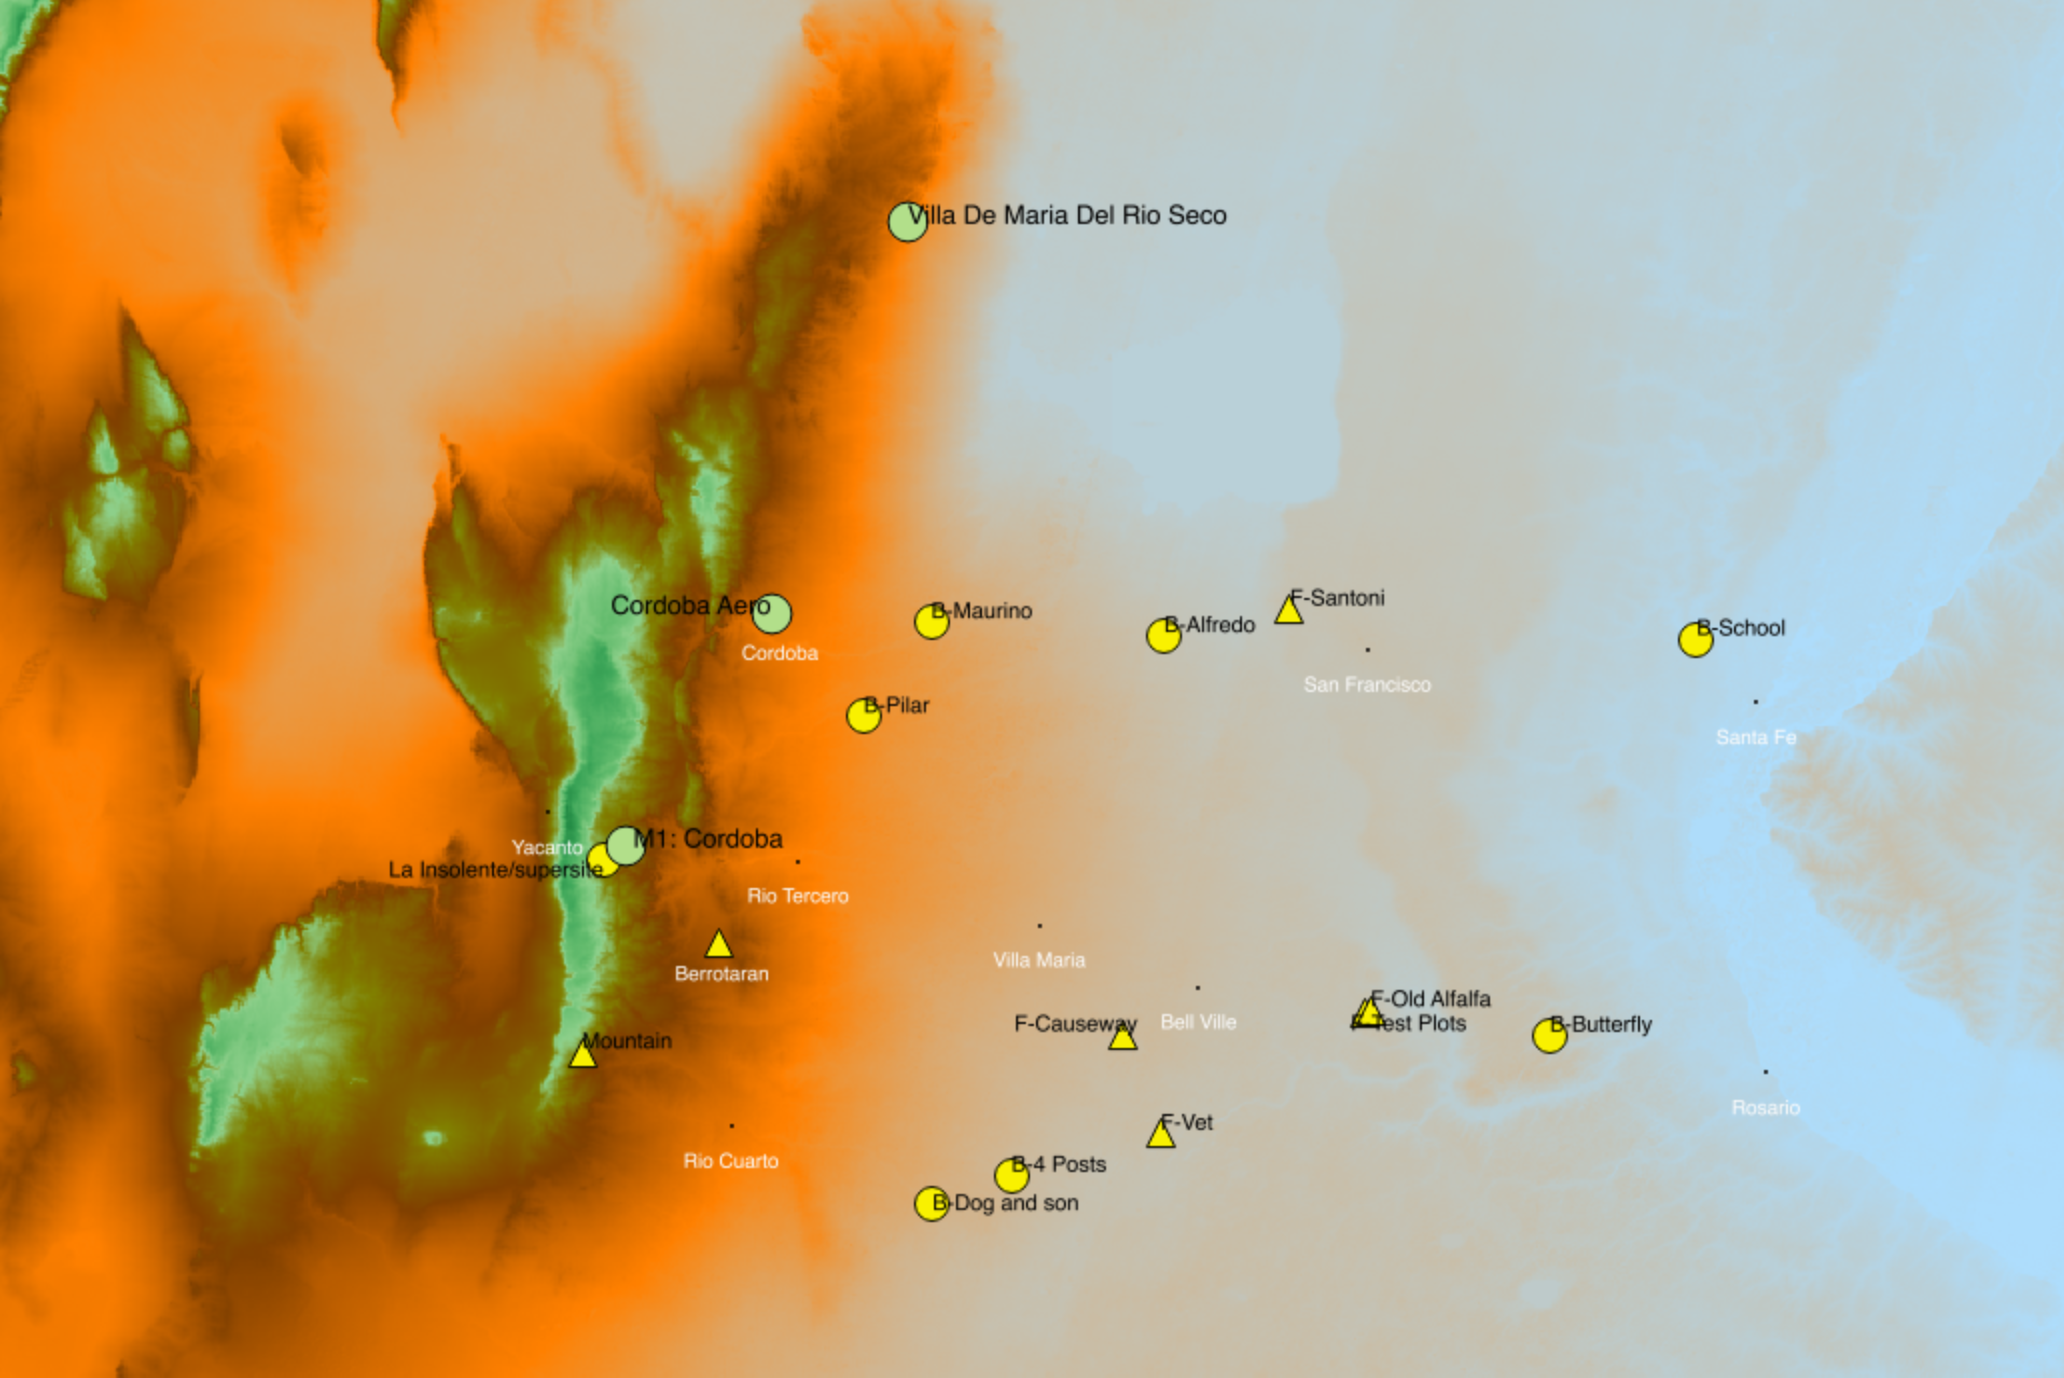 Villa De Maria Del Rio Seco
Cordoba Aero
B-Maurino
F-Santoni
B-Alfredo
B-School
Cordoba
San Francisco
B-Pilar
Santa Fe
M1: Cordoba
Yacanto
La Insolente/supersite
Rio Tercero
Villa Maria
Berrotaran
F-Old Alfalfa
F-Causeway
Bell Ville
F-Test Plots
B-Butterfly
Mountain
Rosario
F-Vet
Rio Cuarto
B-4 Posts
B-Dog and son